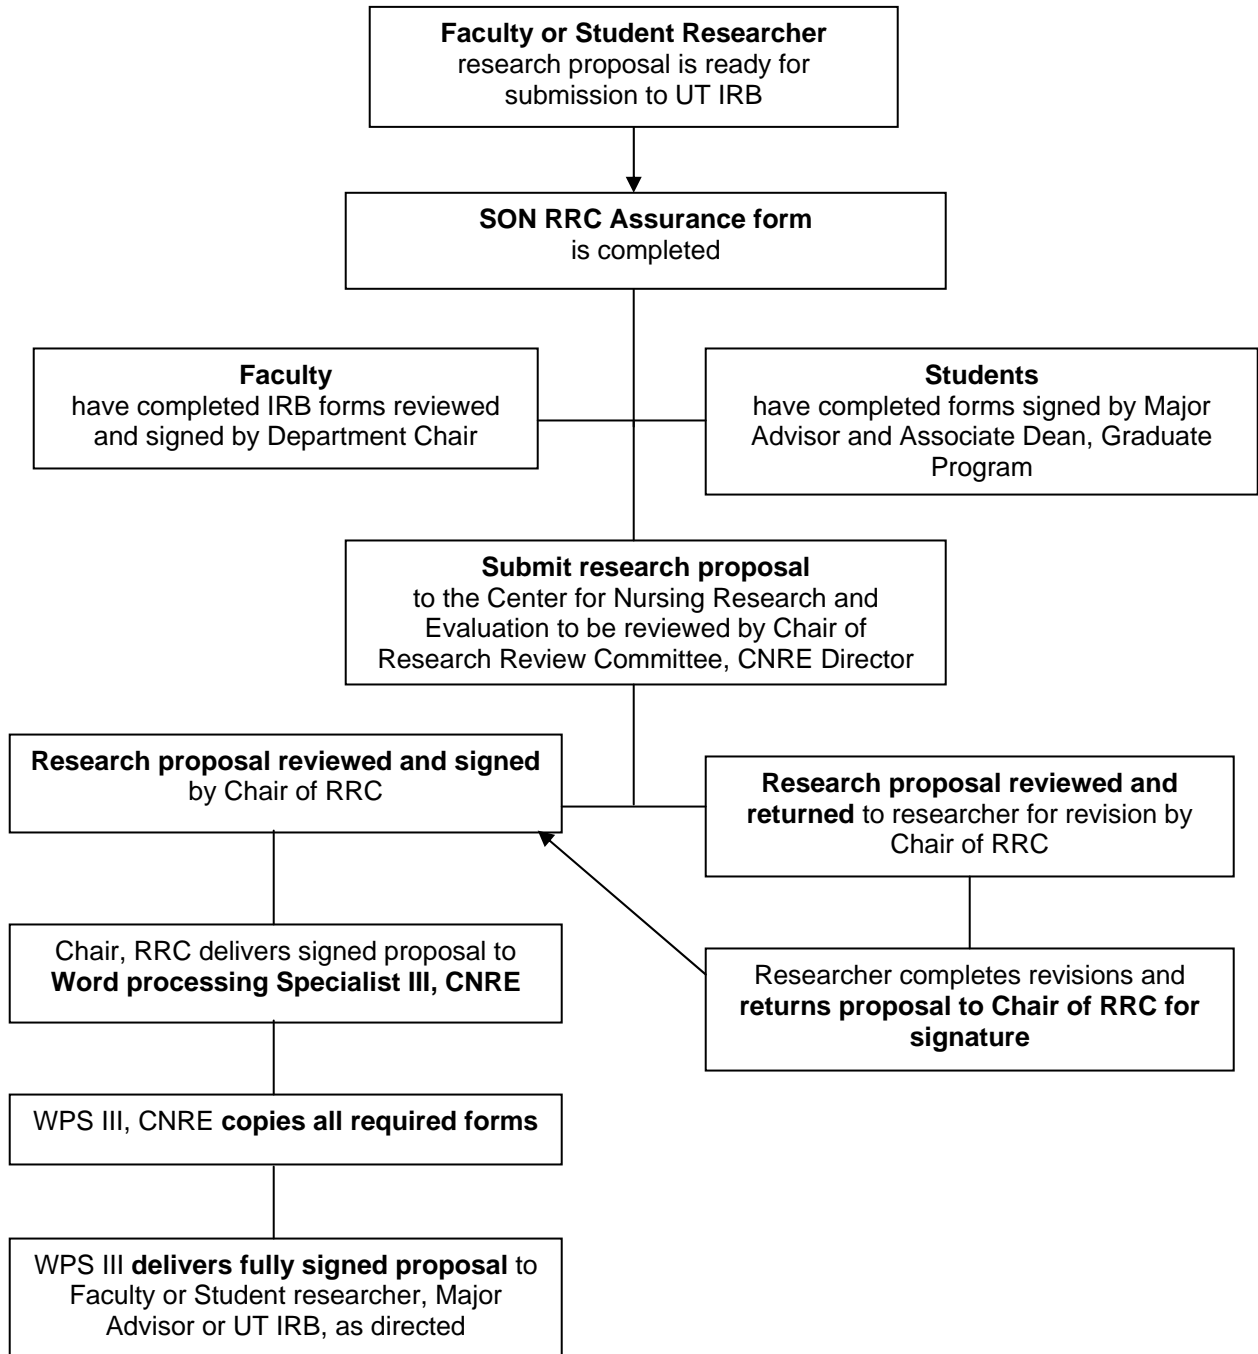 Faculty or Student Researcher
research proposal is ready for
submission to UT IRB
SON RRC Assurance form
is completed
Faculty
have completed IRB forms reviewed
and signed by Department Chair
Students
have completed forms signed by Major
Advisor and Associate Dean, Graduate
Program
Submit research proposal
to the Center for Nursing Research and
Evaluation to be reviewed by Chair of
Research Review Committee, CNRE Director
Research proposal reviewed and signed
by Chair of RRC
Research proposal reviewed and
returned to researcher for revision by
Chair of RRC
Chair, RRC delivers signed proposal to
Word processing Specialist III, CNRE
Researcher completes revisions and
returns proposal to Chair of RRC for
signature
WPS III, CNRE copies all required forms
WPS III delivers fully signed proposal to
Faculty or Student researcher, Major
Advisor or UT IRB, as directed